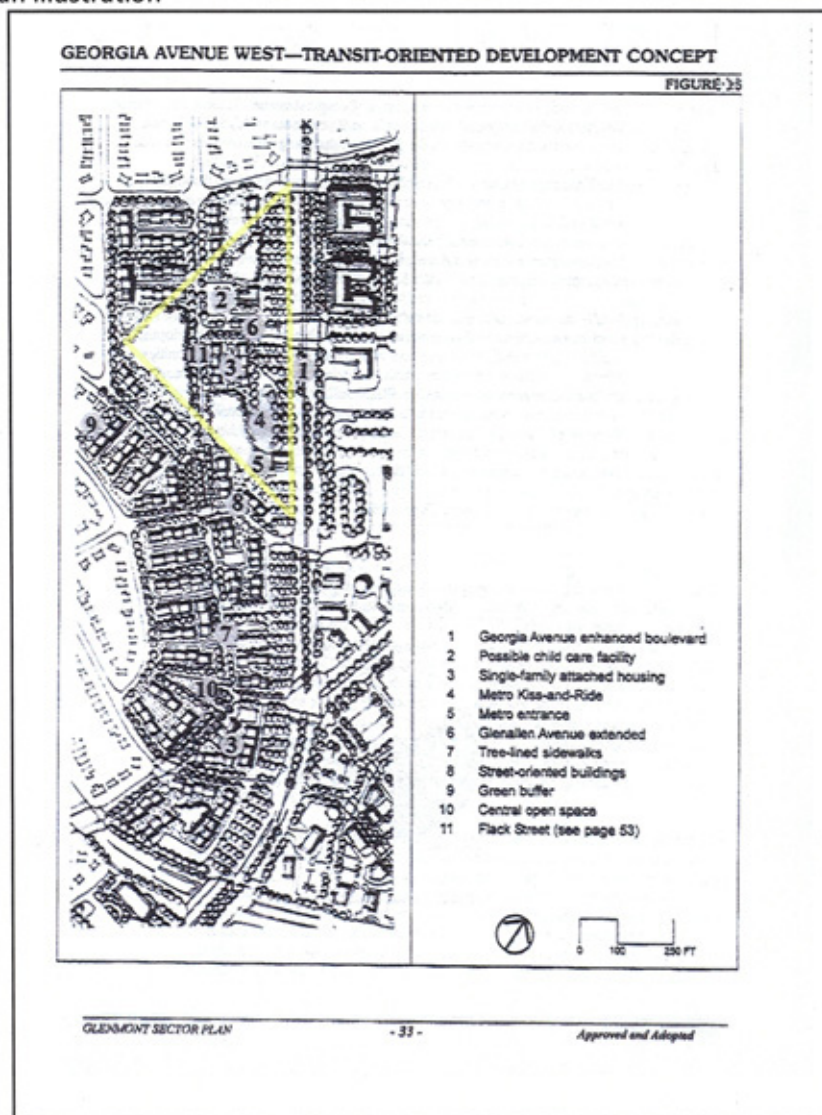 an illustration
GEORGIA AVENUE WEST—TRANSIT-ORIENTED DEVELOPMENT CONCEPT
FIGURE
2
6
11
3
1
4
9
5
8
7
10
3
1 Georgia Avenue enhanced boulevard
2 Possible child care facility
3 Single-family attached housing
4 Metro Kiss-and-Ride
5 Metro entrance
6 Glenallen Avenue extended
7 Tree-lined sidewalks
8 Street-oriented buildings
9 Green buffer
10 Central open space
11 Flack Street (see page 53)
0 100 250 FT
GLENMONT SECTOR PLAN - 33 - Approved and Adopted